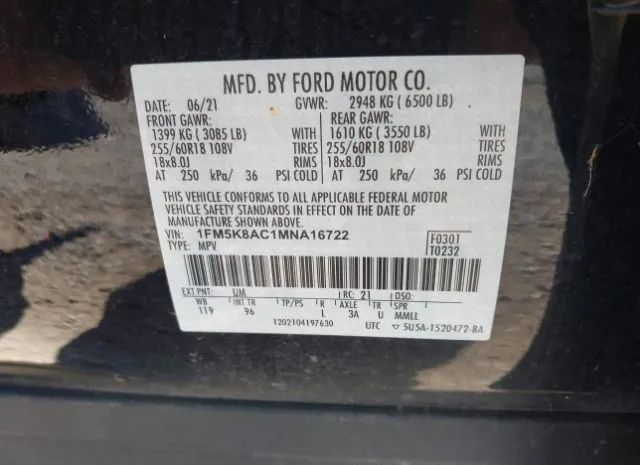 MFD. BY FORD MOTOR CO.
DATE: 06/21 GVWR: 2948 KG ( 6500 LB)
FRONT GAWR: REAR GAWR:
1399 KG ( 3085 LB) WITH 1610 KG ( 3550 LB) WITH
255/60R18 108V TIRES 255/60R18 108V TIRES
18x8.0J RIMS 18x8.0J RIMS
AT 250 kPa/ 36 PSI COLD AT 250 kPa/ 36 PSI COLD
THIS VEHICLE CONFORMS TO ALL APPLICABLE FEDERAL MOTOR
VEHICLE SAFETY STANDARDS IN EFFECT ON THE DATE OF
MANUFACTURE SHOWN ABOVE.
VIN: 1FM5K8AC1MNA16722 F0301
TYPE: MPV T0232
EXT PNT: UM RC: 21 DSO:
WB INT TR TP/PS R AXLE TR SPR
119 96 L 3A U MMLL
1202104197630 UTC ▽ SU5A-1520472-BA